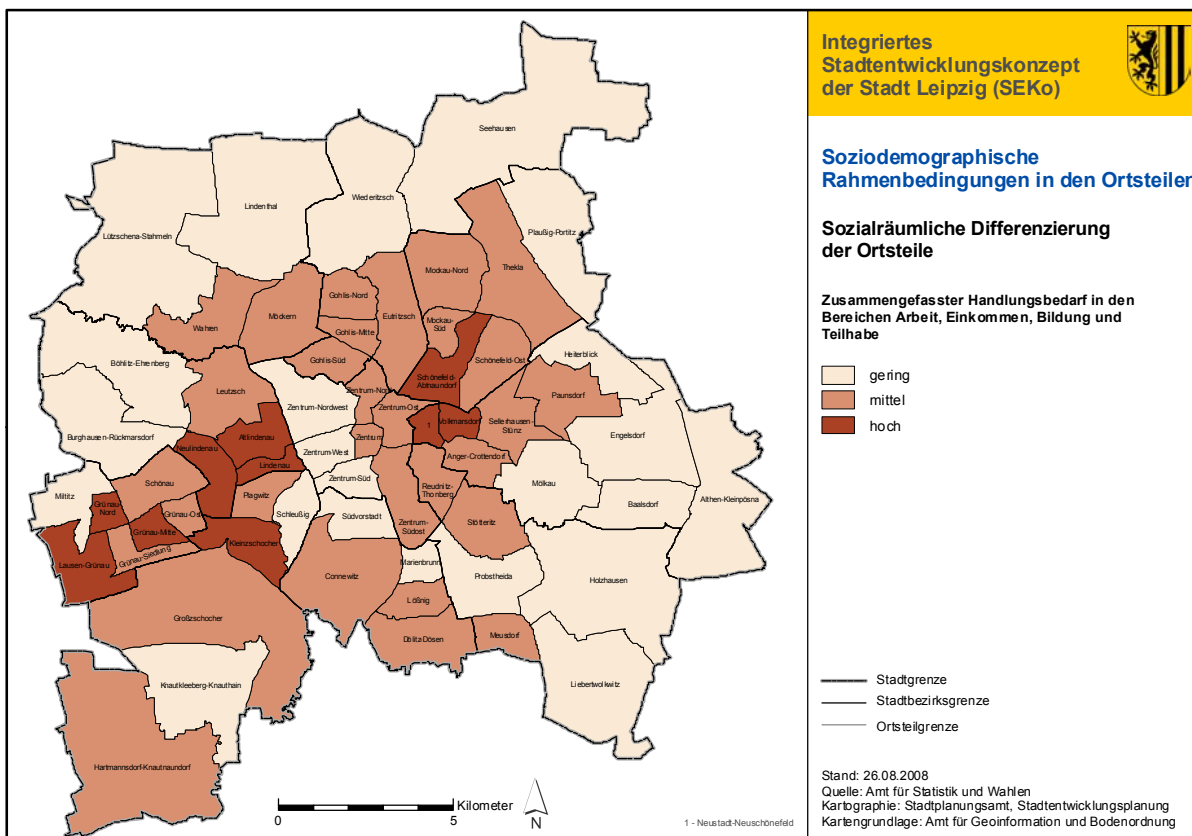 Integriertes
Stadtentwicklungskonzept
der Stadt Leipzig (SEKo)
Soziodemographische
Rahmenbedingungen in den Ortsteilen
Sozialräumliche Differenzierung
der Ortsteile
Zusammengefasster Handlungsbedarf in den
Bereichen Arbeit, Einkommen, Bildung und
Teilhabe
gering
mittel
hoch
Stadtgrenze
Stadtbezirksgrenze
Ortsteilgrenze
Stand: 26.08.2008
Quelle: Amt für Statistik und Wahlen
Kartographie: Stadtplanungsamt, Stadtentwicklungsplanung
Kartengrundlage: Amt für Geoinformation und Bodenordnung
Seehausen
Wiederitzsch
Lindenthal
Lützschena-Stahmeln
Plaußig-Portitz
Thekla
Mockau-Nord
Gohlis-Nord
Eutritzsch
Möckern
Wahren
Mockau-
Süd
Gohlis-Mitte
Schönefeld-Ost
Heiterblick
Gohlis-Süd
Böhlitz-Ehrenberg
Schönefeld-
Abtnaundorf
Leutzsch
Zentrum-Nord
Paunsdorf
Zentrum-Nordwest
Zentrum-Ost
Volkmarsdorf
Sellerhausen-
Stünz
1
Engelsdorf
Burghausen-Rückmarsdorf
Altlindenau
Neulindenau
Zentrum
Zentrum-West
Anger-Crottendorf
Lindenau
Zentrum-Süd
Mölkau
Schönau
Reudnitz-
Thonberg
Miltitz
Plagwitz
Baalsdorf
Althen-Kleinpösna
Grünau-
Nord
Grünau-Ost
Schleußig
Südvorstadt
Stötteritz
Zentrum-
Südost
Grünau-Mitte
Kleinzschocher
Grünau-Siedlung
Lausen-Grünau
Marienbrunn
Probstheida
Connewitz
Holzhausen
Lößnig
Großzschocher
Dölitz-Dösen
Meusdorf
Knautkleeberg-Knauthain
Liebertwolkwitz
Hartmannsdorf-Knautnaundorf
Kilometer
0
5
N
1 - Neustadt-Neuschönefeld